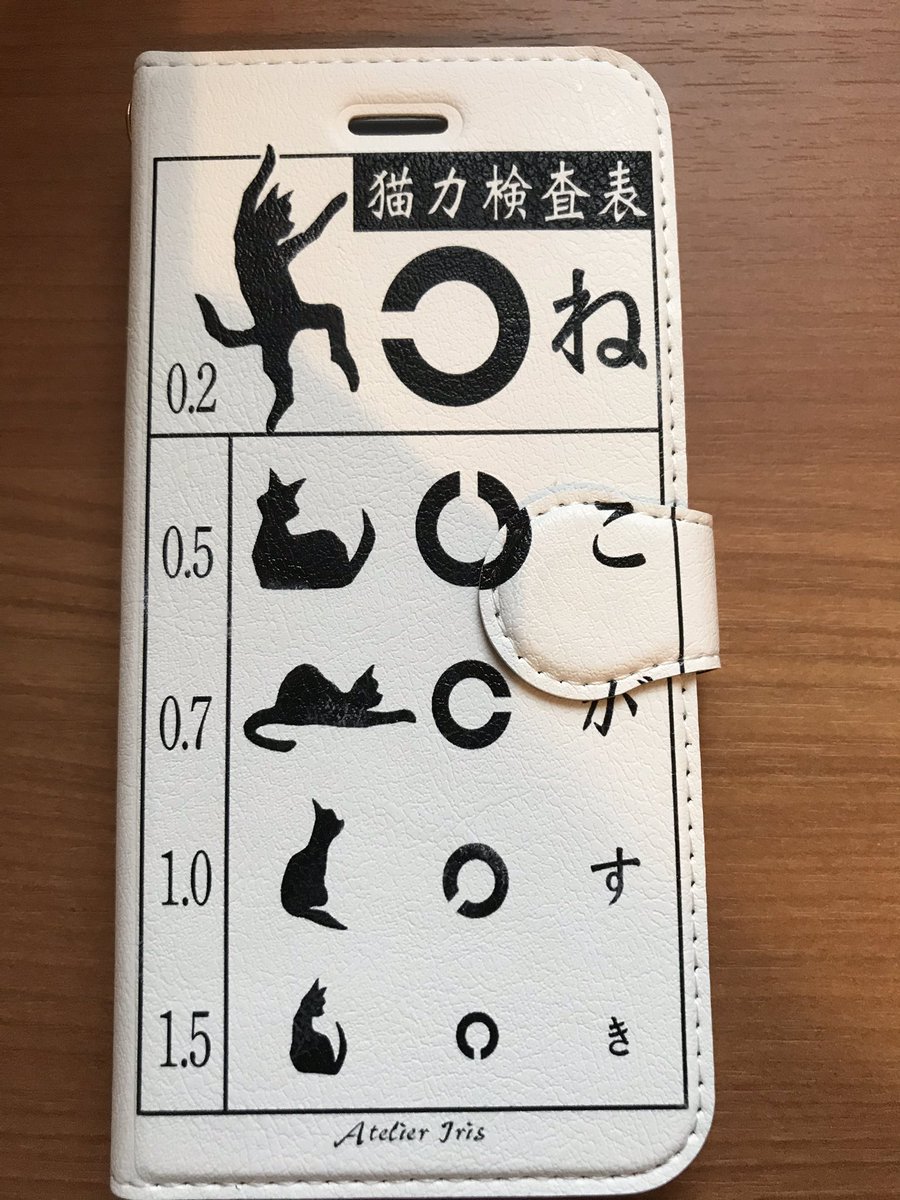 猫力検査表
0.2 ね
0.5 こ
0.7 が
1.0 す
1.5 き
Atelier Iris